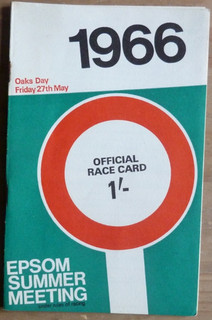 1966
Oaks Day
Friday 27th May
OFFICIAL
RACE CARD
1/-
EPSOM
SUMMER
MEETING